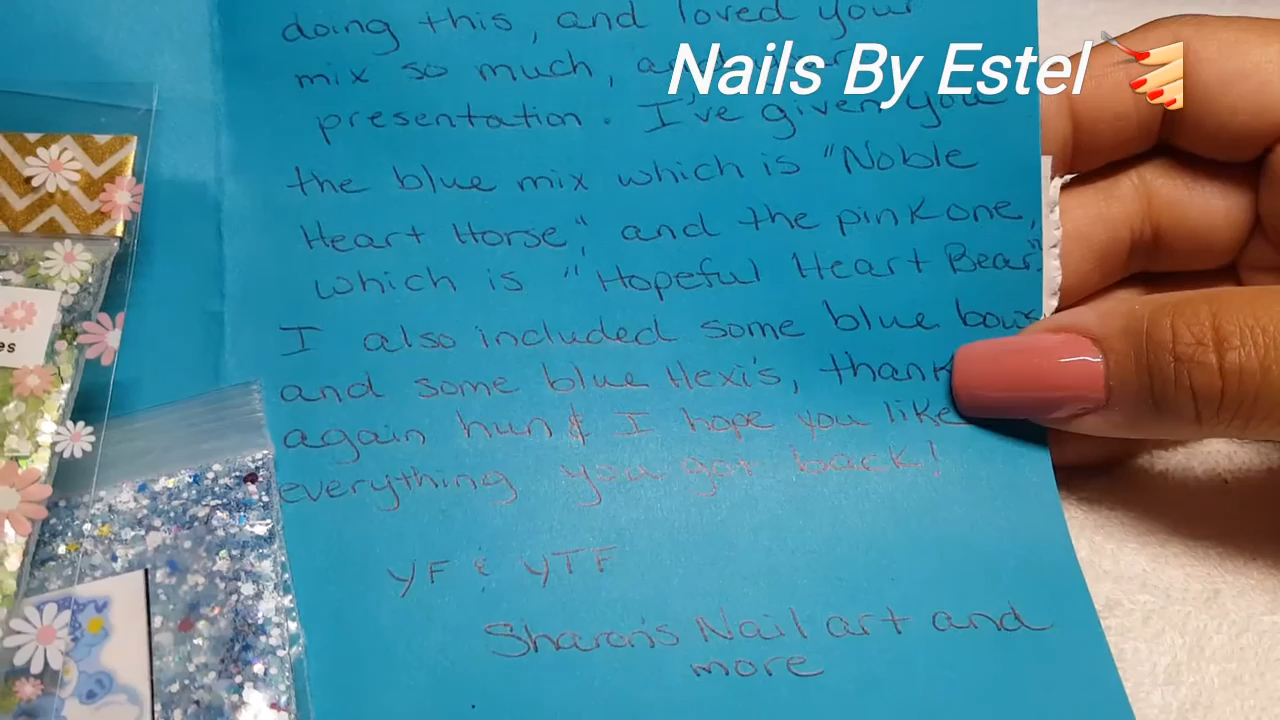 doing this, and loved your
mix so much, and your
Nails By Estel
presentation. I've given you
the blue mix which is "Noble
Heart Horse", and the pink one,
which is "Hopeful Heart Bear".
I also included some blue bows
and some blue Hexi's, thank
again hun & I hope you like
everything you got back!
YF & YTF
Sharon's Nail art and
more
es